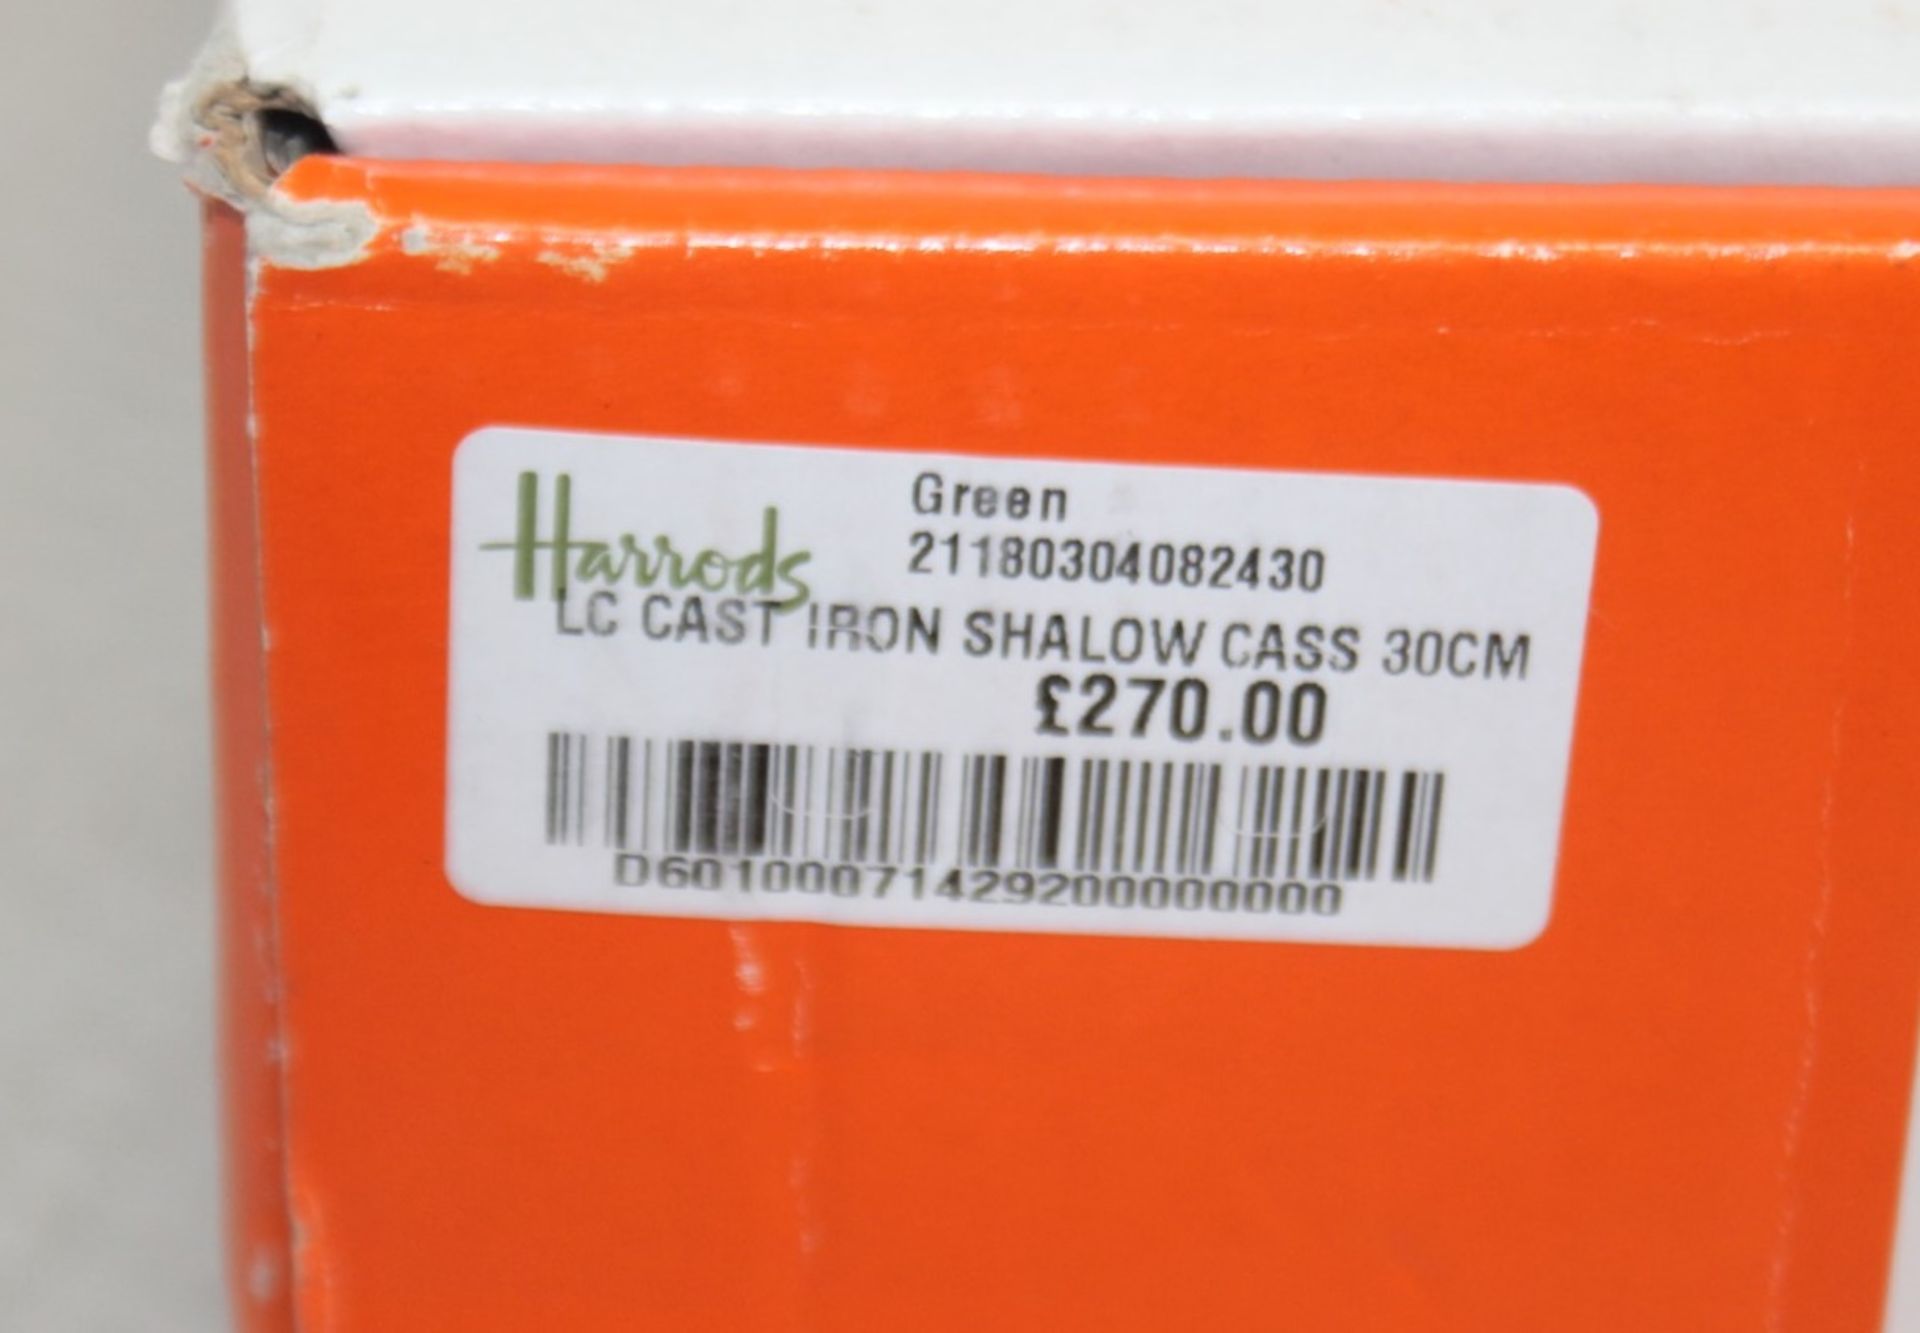 Harrods
Green
21180304082430
LC CAST IRON SHALOW CASS 30CM
£270.00
D6010007142920000000000